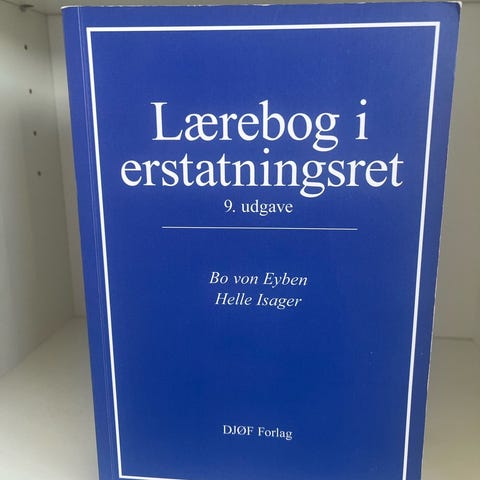 Lærebog i
erstatningsret
9. udgave
Bo von Eyben
Helle Isager
DJØF Forlag